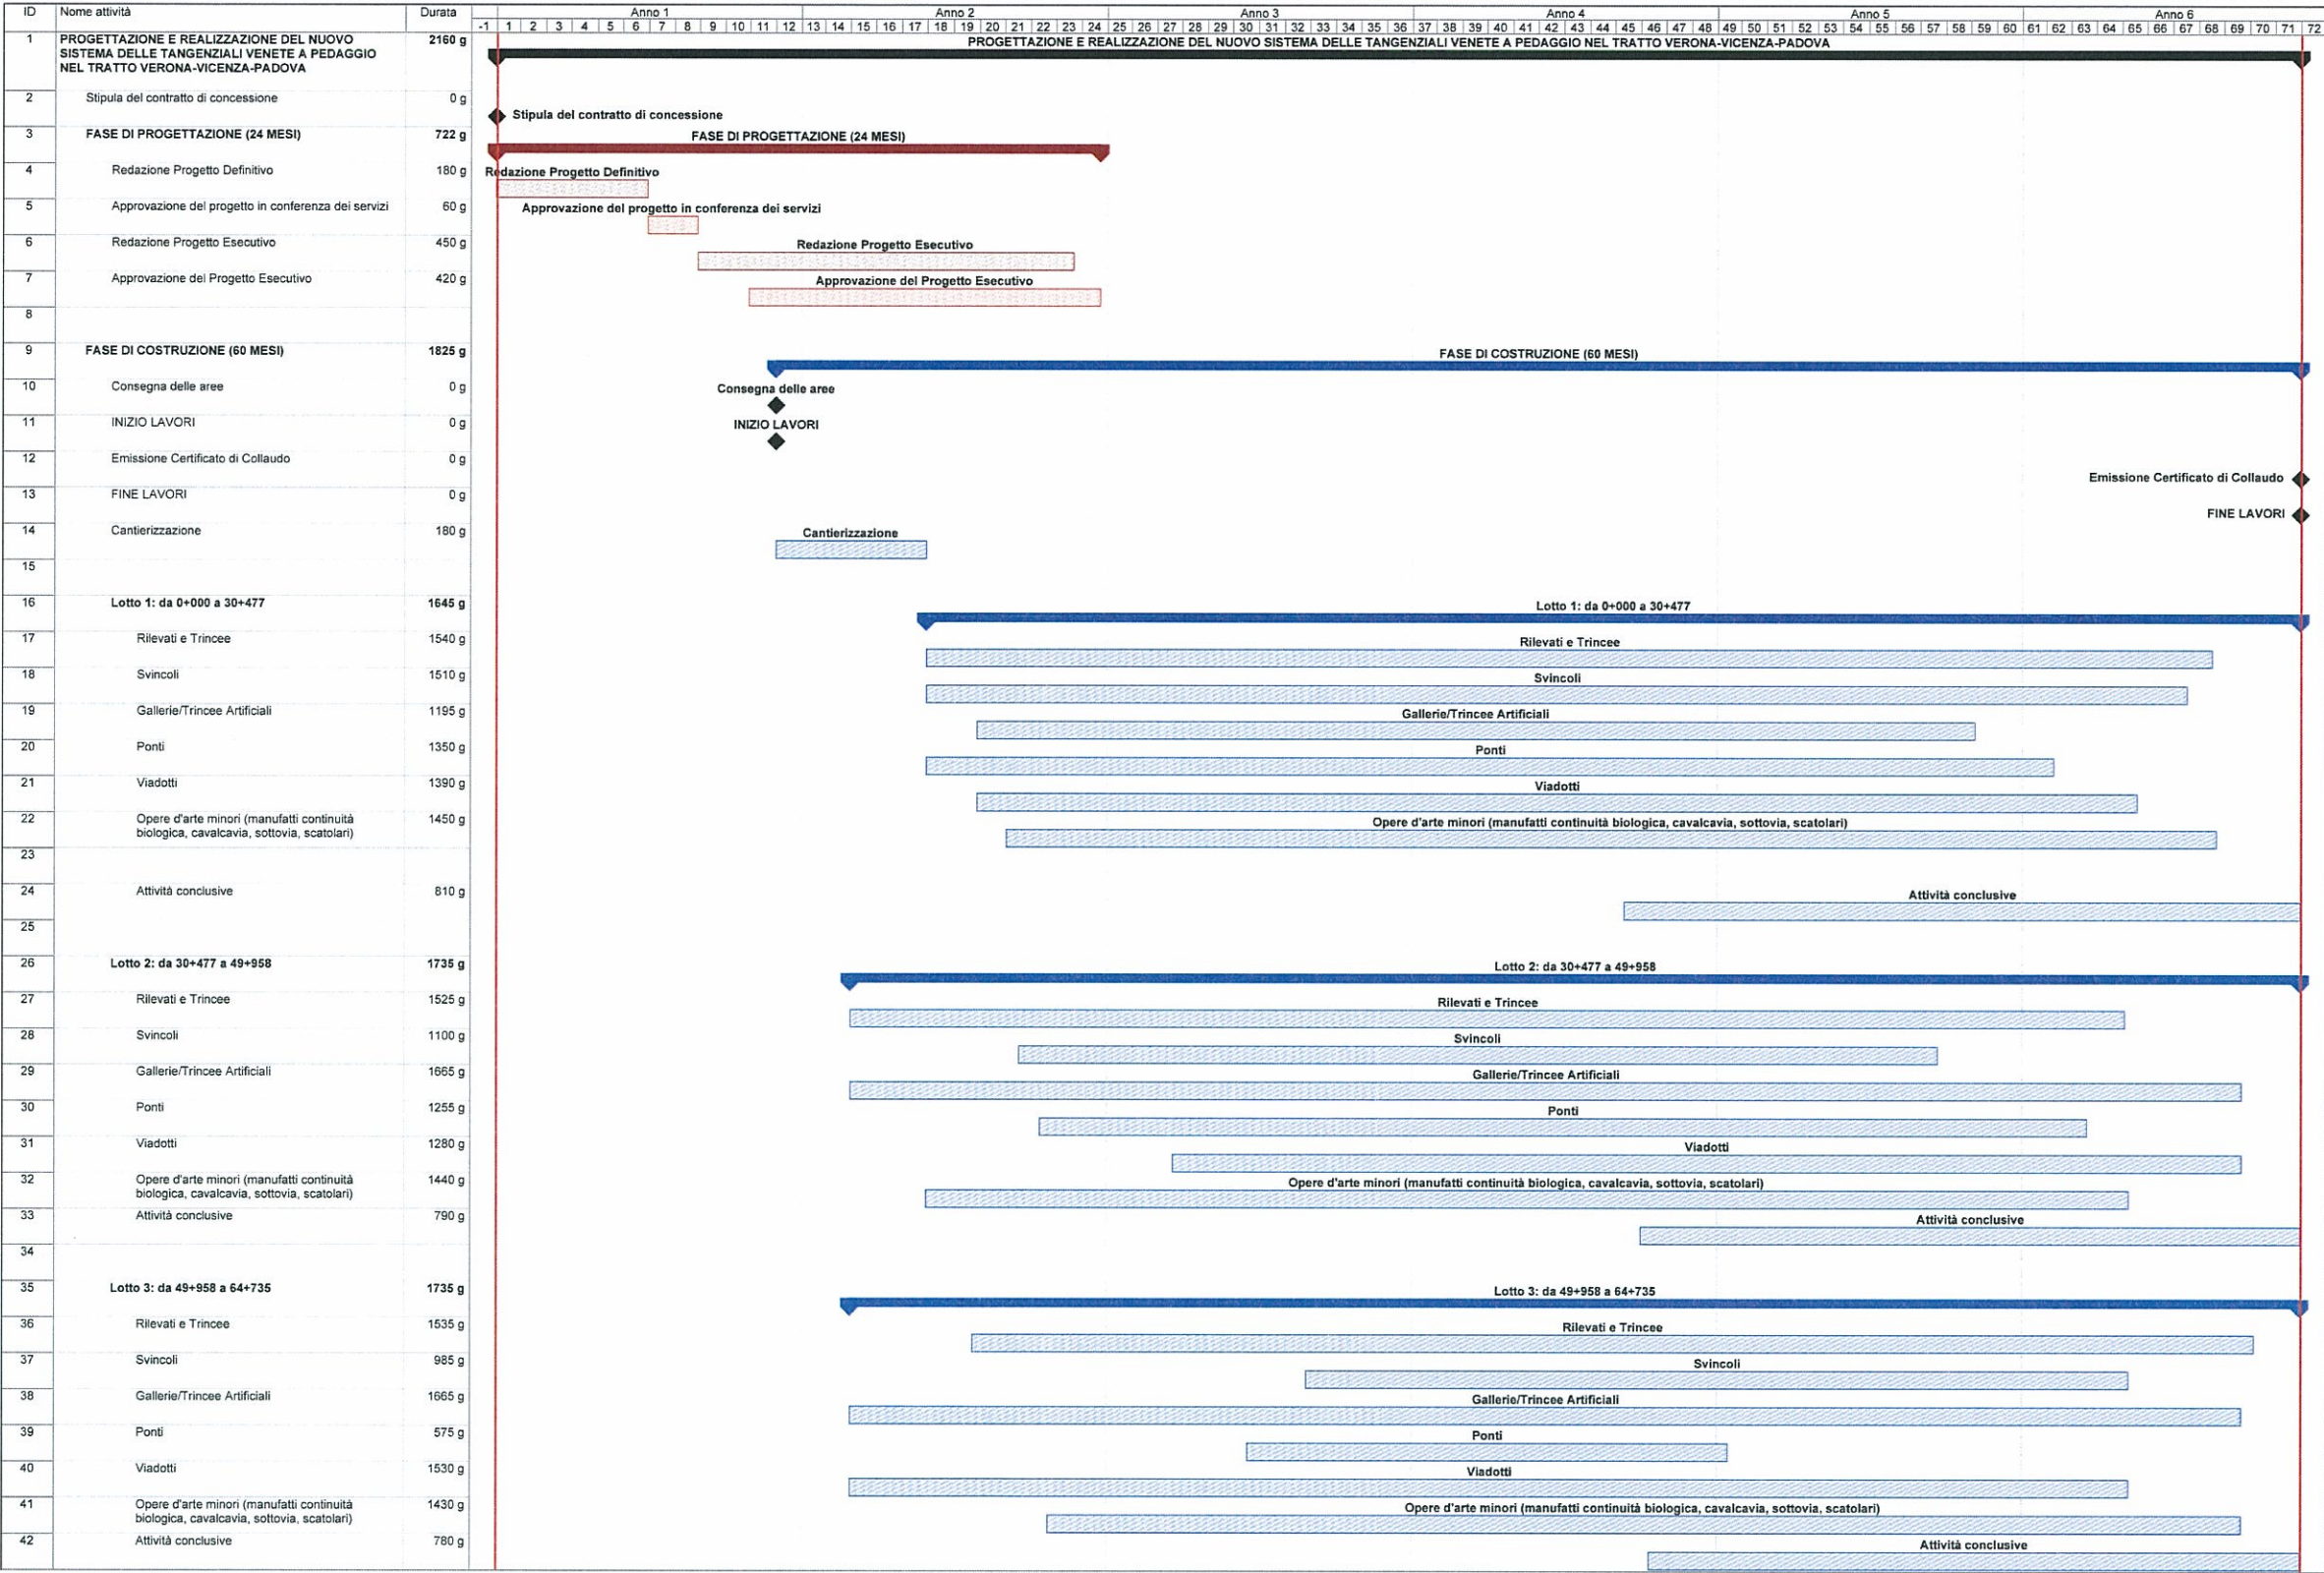 ID Nome attività Durata Anno 1 Anno 2 Anno 3 Anno 4 Anno 5 Anno 6
-1 1 2 3 4 5 6 7 8 9 10 11 12 13 14 15 16 17 18 19 20 21 22 23 24 25 26 27 28 29 30 31 32 33 34 35 36 37 38 39 40 41 42 43 44 45 46 47 48 49 50 51 52 53 54 55 56 57 58 59 60 61 62 63 64 65 66 67 68 69 70 71 72
1 PROGETTAZIONE E REALIZZAZIONE DEL NUOVO 2160 g PROGETTAZIONE E REALIZZAZIONE DEL NUOVO SISTEMA DELLE TANGENZIALI VENETE A PEDAGGIO NEL TRATTO VERONA-VICENZA-PADOVA
SISTEMA DELLE TANGENZIALI VENETE A PEDAGGIO
NEL TRATTO VERONA-VICENZA-PADOVA
2 Stipula del contratto di concessione 0 g
Stipula del contratto di concessione
3 FASE DI PROGETTAZIONE (24 MESI) 722 g FASE DI PROGETTAZIONE (24 MESI)
4 Redazione Progetto Definitivo 180 g Redazione Progetto Definitivo
5 Approvazione del progetto in conferenza dei servizi 60 g Approvazione del progetto in conferenza dei servizi
6 Redazione Progetto Esecutivo 450 g Redazione Progetto Esecutivo
7 Approvazione del Progetto Esecutivo 420 g Approvazione del Progetto Esecutivo
8
9 FASE DI COSTRUZIONE (60 MESI) 1825 g FASE DI COSTRUZIONE (60 MESI)
10 Consegna delle aree 0 g Consegna delle aree
11 INIZIO LAVORI 0 g INIZIO LAVORI
12 Emissione Certificato di Collaudo 0 g
Emissione Certificato di Collaudo
13 FINE LAVORI 0 g
FINE LAVORI
14 Cantierizzazione 180 g Cantierizzazione
15
16 Lotto 1: da 0+000 a 30+477 1645 g Lotto 1: da 0+000 a 30+477
17 Rilevati e Trincee 1540 g Rilevati e Trincee
18 Svincoli 1510 g Svincoli
19 Gallerie/Trincee Artificiali 1195 g Gallerie/Trincee Artificiali
20 Ponti 1350 g Ponti
21 Viadotti 1390 g Viadotti
22 Opere d'arte minori (manufatti continuità 1450 g Opere d'arte minori (manufatti continuità biologica, cavalcavia, sottovia, scatolari)
biologica, cavalcavia, sottovia, scatolari)
23
24 Attività conclusive 810 g Attività conclusive
25
26 Lotto 2: da 30+477 a 49+958 1735 g Lotto 2: da 30+477 a 49+958
27 Rilevati e Trincee 1525 g Rilevati e Trincee
28 Svincoli 1100 g Svincoli
29 Gallerie/Trincee Artificiali 1665 g Gallerie/Trincee Artificiali
30 Ponti 1255 g Ponti
31 Viadotti 1280 g Viadotti
32 Opere d'arte minori (manufatti continuità 1440 g Opere d'arte minori (manufatti continuità biologica, cavalcavia, sottovia, scatolari)
biologica, cavalcavia, sottovia, scatolari)
33 Attività conclusive 790 g Attività conclusive
34
35 Lotto 3: da 49+958 a 64+735 1735 g Lotto 3: da 49+958 a 64+735
36 Rilevati e Trincee 1535 g Rilevati e Trincee
37 Svincoli 985 g Svincoli
38 Gallerie/Trincee Artificiali 1665 g Gallerie/Trincee Artificiali
39 Ponti 575 g Ponti
40 Viadotti 1530 g Viadotti
41 Opere d'arte minori (manufatti continuità 1430 g Opere d'arte minori (manufatti continuità biologica, cavalcavia, sottovia, scatolari)
biologica, cavalcavia, sottovia, scatolari)
42 Attività conclusive 780 g Attività conclusive